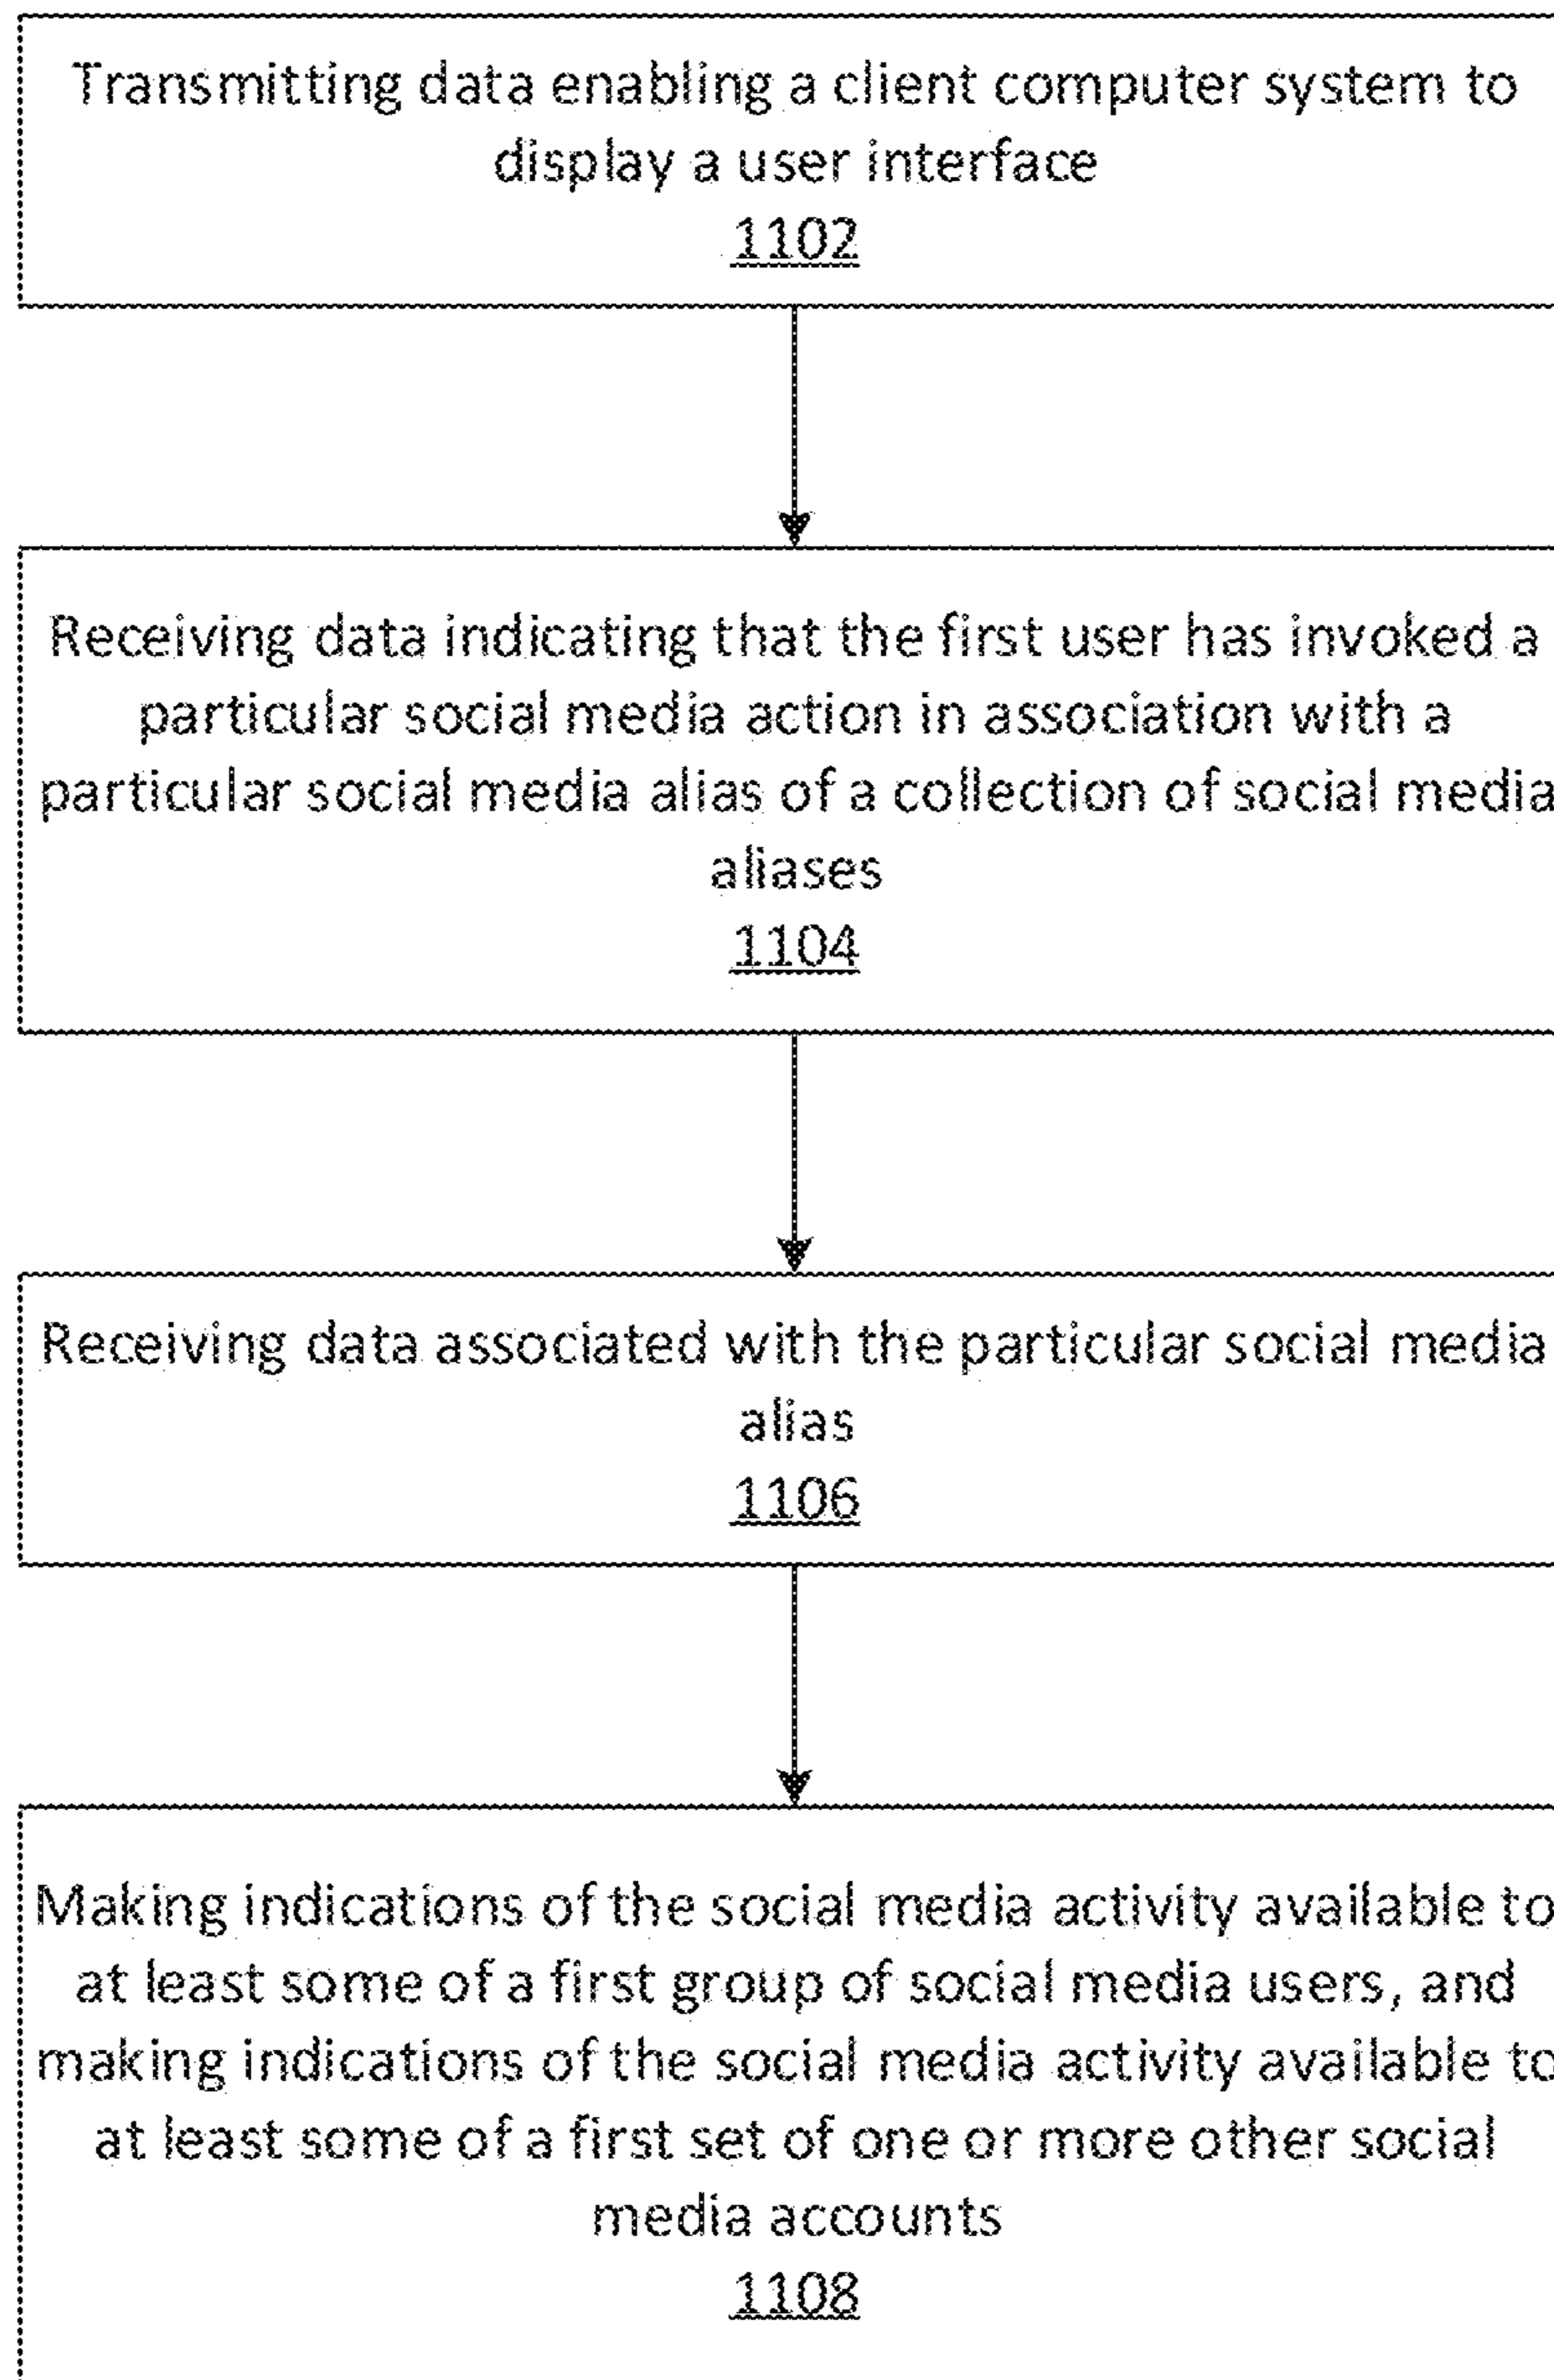 Transmitting data enabling a client computer system to
display a user interface
1102
Receiving data indicating that the first user has invoked a
particular social media action in association with a
particular social media alias of a collection of social media
aliases
1104
Receiving data associated with the particular social media
alias
1106
Making indications of the social media activity available to
at least some of a first group of social media users, and
making indications of the social media activity available to
at least some of a first set of one or more other social
media accounts
1108